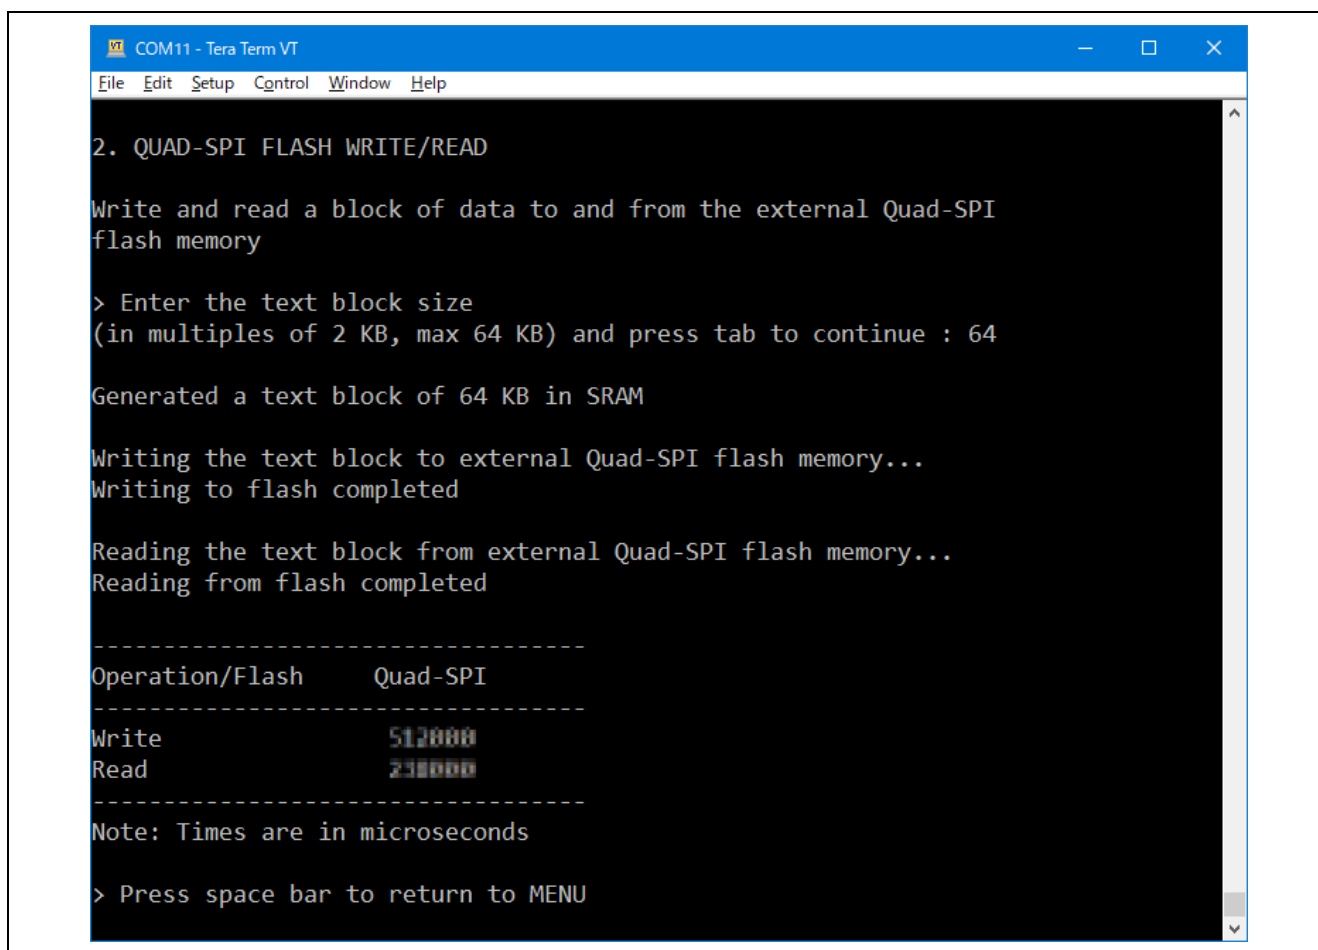 COM11 - Tera Term VT
File Edit Setup Control Window Help
2. QUAD-SPI FLASH WRITE/READ
Write and read a block of data to and from the external Quad-SPI
flash memory
> Enter the text block size
(in multiples of 2 KB, max 64 KB) and press tab to continue : 64
Generated a text block of 64 KB in SRAM
Writing the text block to external Quad-SPI flash memory...
Writing to flash completed
Reading the text block from external Quad-SPI flash memory...
Reading from flash completed
-----------------------------------
Operation/Flash     Quad-SPI
-----------------------------------
Write
Read
-----------------------------------
Note: Times are in microseconds
> Press space bar to return to MENU